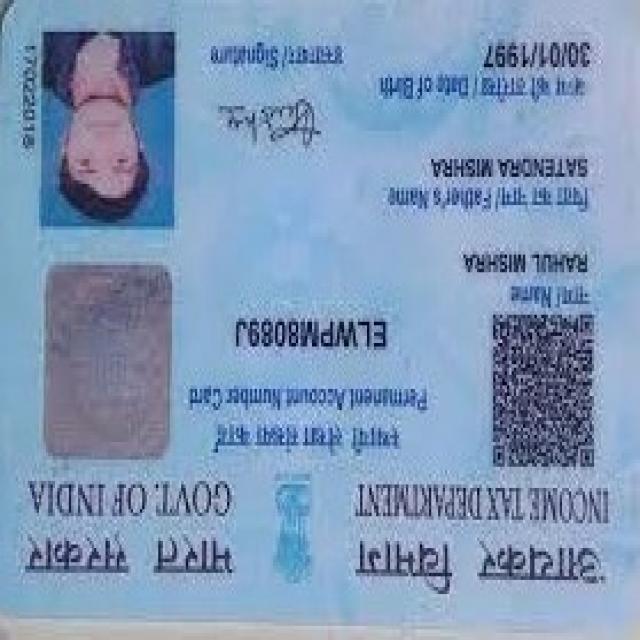 आयकर विभाग
INCOME TAX DEPARTMENT
भारत सरकार
GOVT. OF INDIA
स्थायी लेखा संख्या कार्ड
Permanent Account Number Card
ELWPM8089J
नाम / Name
RAHUL MISHRA
पिता का नाम / Father's Name
SATENDRA MISHRA
जन्म की तारीख / Date of Birth
30/01/1997
हस्ताक्षर / Signature
17022018